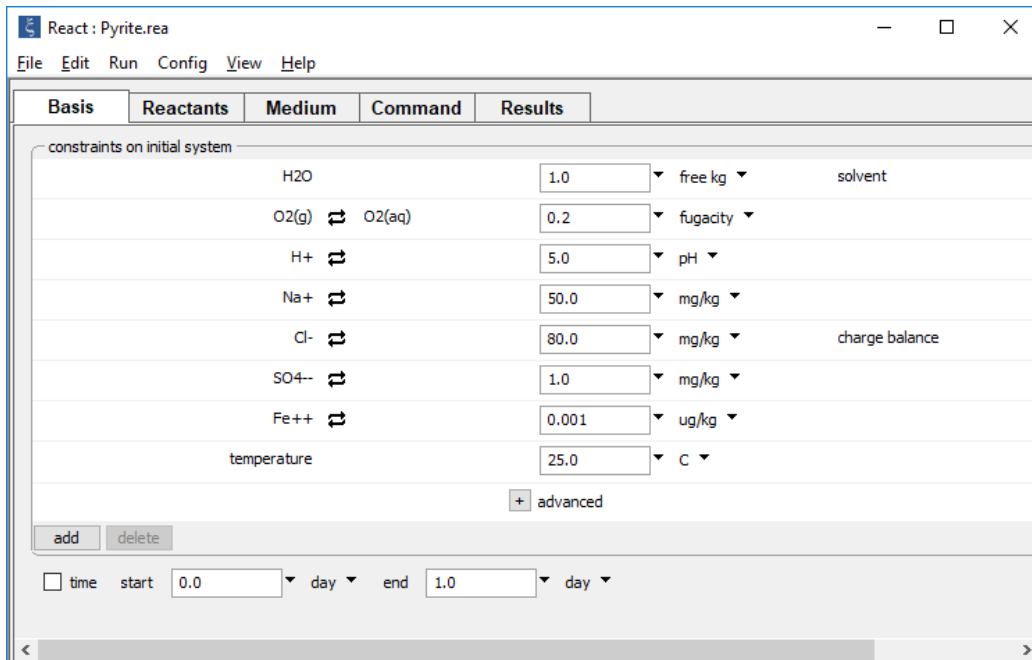 React : Pyrite.rea
File Edit Run Config View Help
Basis Reactants Medium Command Results
constraints on initial system
H2O 1.0 free kg solvent
O2(g) O2(aq) 0.2 fugacity
H+ 5.0 pH
Na+ 50.0 mg/kg
Cl- 80.0 mg/kg charge balance
SO4-- 1.0 mg/kg
Fe++ 0.001 ug/kg
temperature 25.0 C
+ advanced
add delete
time start 0.0 day end 1.0 day